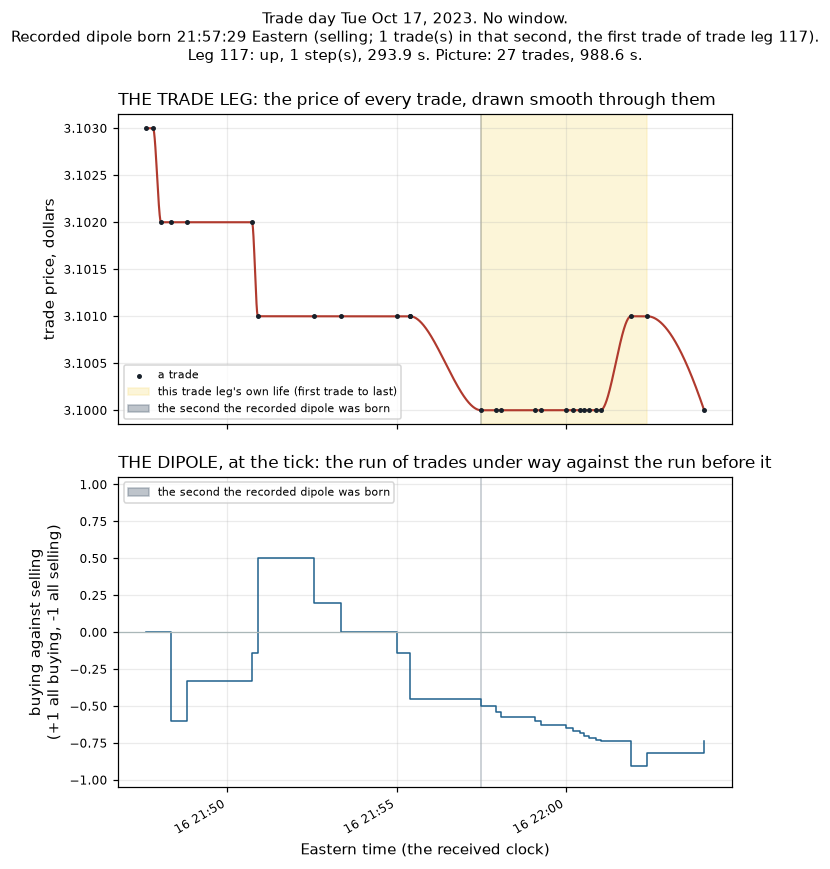 Trade day Tue Oct 17, 2023. No window.
Recorded dipole born 21:57:29 Eastern (selling; 1 trade(s) in that second, the first trade of trade leg 117).
Leg 117: up, 1 step(s), 293.9 s. Picture: 27 trades, 988.6 s.
THE TRADE LEG: the price of every trade, drawn smooth through them
3.1030
3.1025
3.1020
3.1015
3.1010
3.1005
3.1000
trade price, dollars
a trade
this trade leg's own life (first trade to last)
the second the recorded dipole was born
THE DIPOLE, at the tick: the run of trades under way against the run before it
1.00
0.75
0.50
0.25
0.00
−0.25
−0.50
−0.75
−1.00
buying against selling
(+1 all buying, -1 all selling)
the second the recorded dipole was born
16 21:50
16 21:55
16 22:00
Eastern time (the received clock)